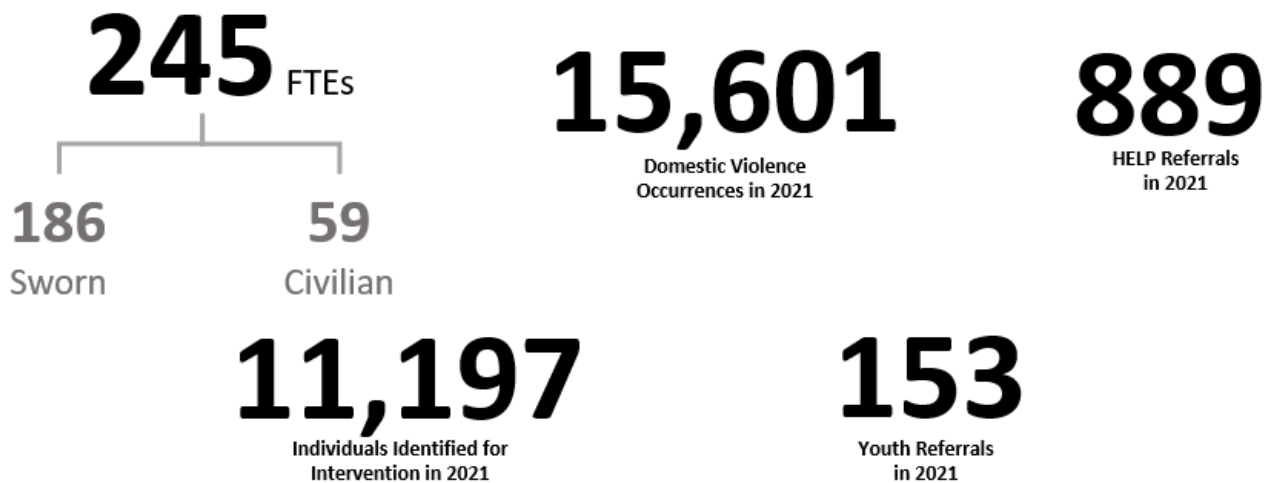 245 FTEs
186
Sworn
59
Civilian
15,601
Domestic Violence
Occurrences in 2021
889
HELP Referrals
in 2021
11,197
Individuals Identified for
Intervention in 2021
153
Youth Referrals
in 2021